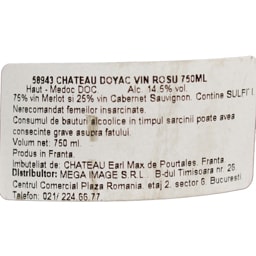 58943 CHATEAU DOYAC VIN ROSU 750ML
Haut - Medoc DOC. Alc. 14,5% vol.
75% vin Merlot si 25% vin Cabernet Sauvignon. Contine SULFITI.
Nerecomandat femeilor insarcinate.
Consumul de bauturi alcoolice in timpul sarcinii poate avea
consecinte grave asupra fatului.
Volum net: 750 ml.
Produs in Franta.
Imbuteliat de: CHATEAU Earl Max de Pourtales, Franta.
Distribuitor: MEGA IMAGE S.R.L. B-dul Timisoara nr. 26
Centrul Comercial Plaza Romania, etaj 2, sector 6, Bucuresti
Telefon: 021/ 224.66.77.